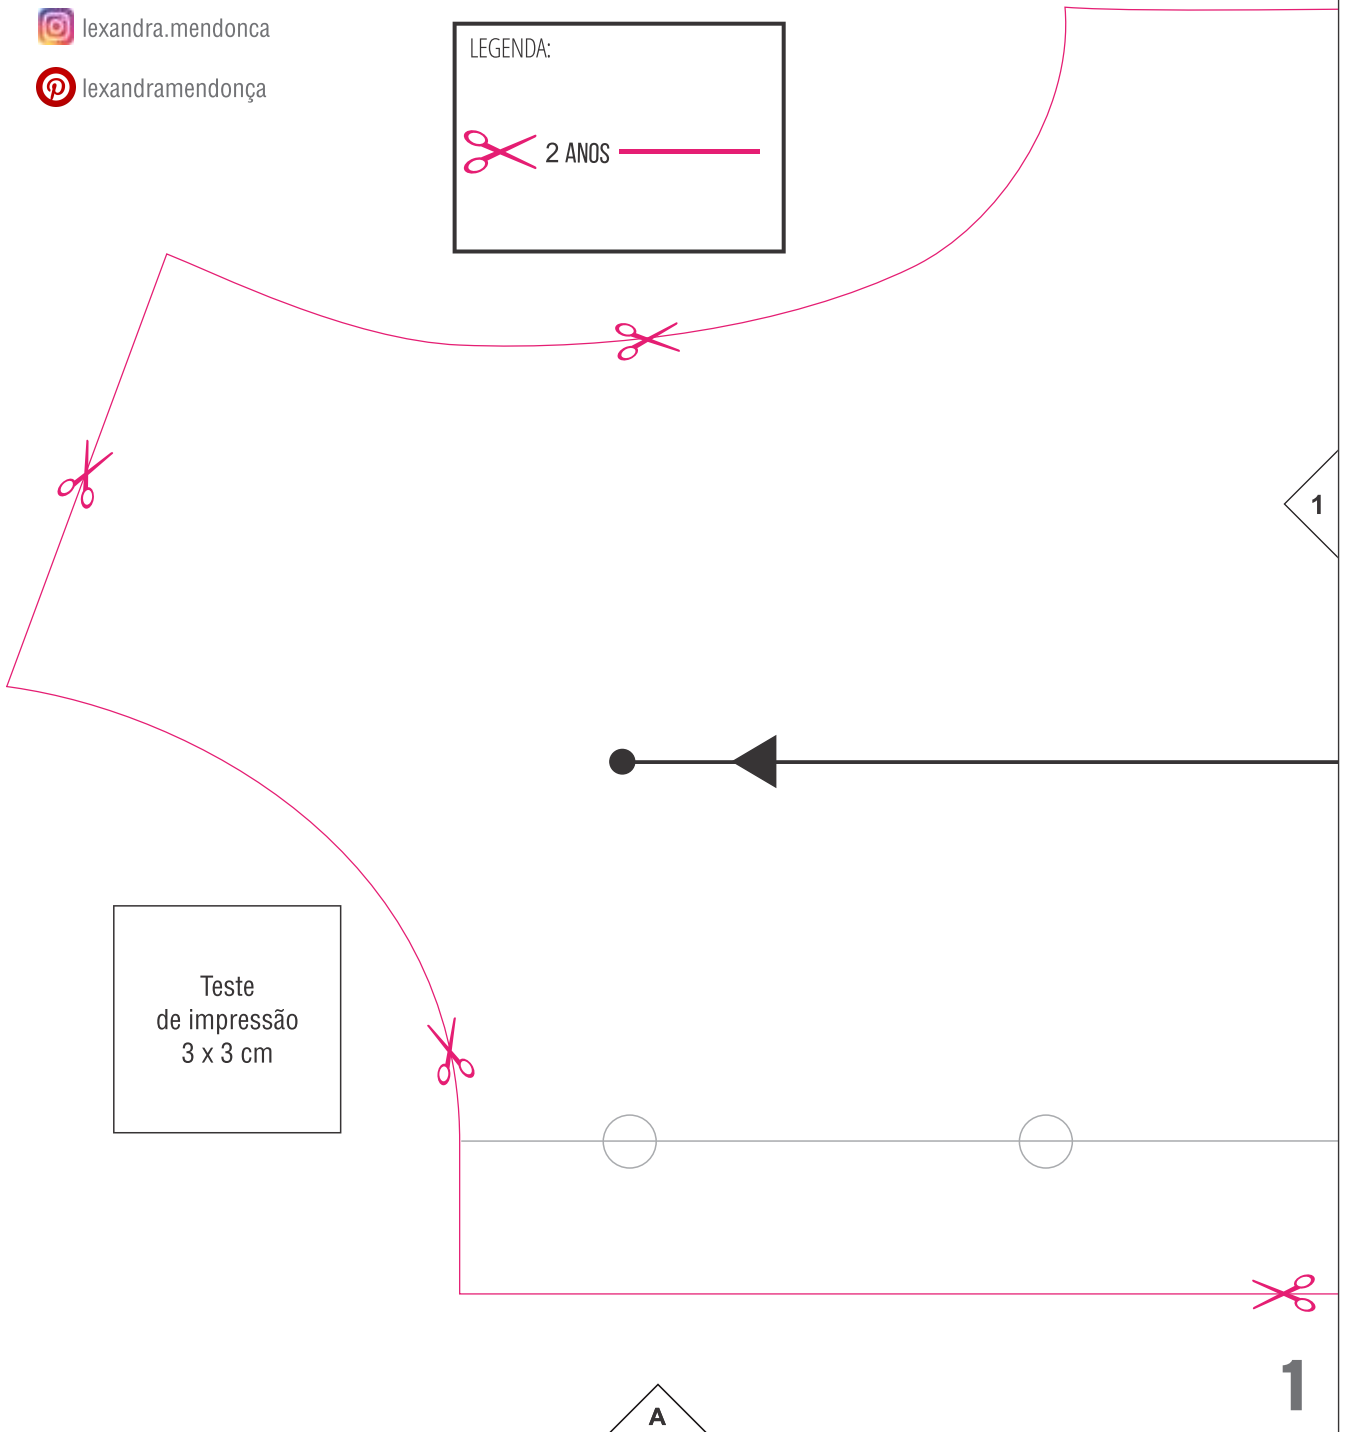 lexandra.mendonca
lexandramendonça
LEGENDA:
2 ANOS
1
Teste
de impressão
3 x 3 cm
1
A